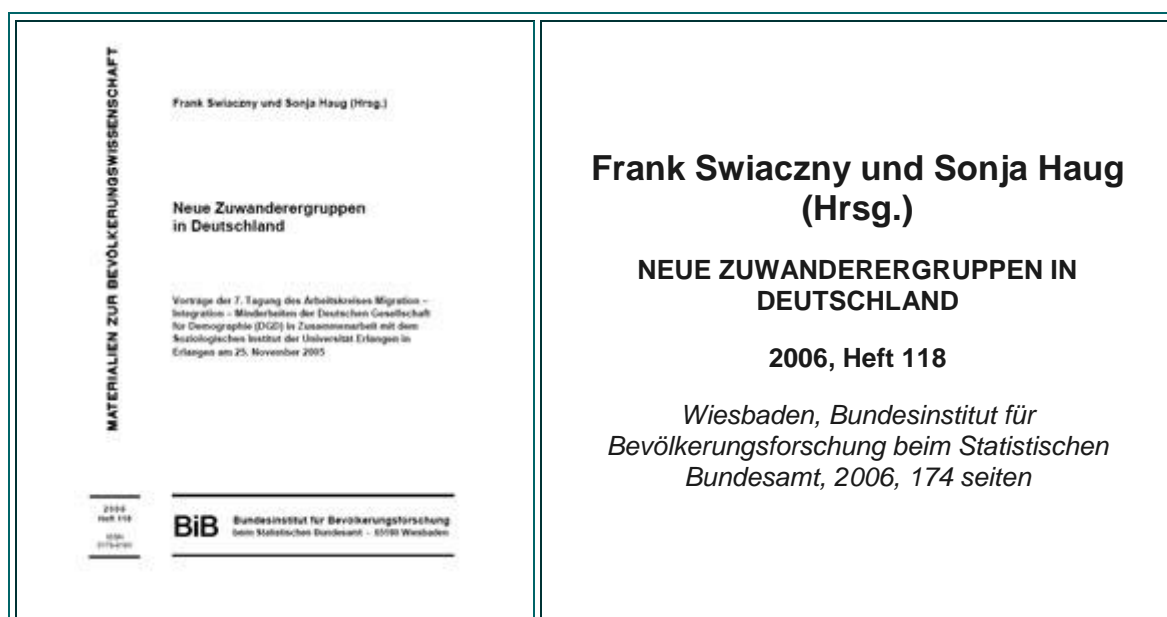 MATERIALIEN ZUR BEVÖLKERUNGSWISSENSCHAFT
Frank Swiaczny und Sonja Haug (Hrsg.)
Neue Zuwanderergruppen
in Deutschland
Vorträge der 7. Tagung des Arbeitskreises Migration –
Integration – Minderheiten der Deutschen Gesellschaft
für Demographie (DGD) in Zusammenarbeit mit dem
Soziologischen Institut der Universität Erlangen in
Erlangen am 25. November 2005
2006
Heft 118
ISSN
BiB
Bundesinstitut für Bevölkerungsforschung
beim Statistischen Bundesamt - 65180 Wiesbaden
Frank Swiaczny und Sonja Haug
(Hrsg.)
NEUE ZUWANDERERGRUPPEN IN
DEUTSCHLAND
2006, Heft 118
Wiesbaden, Bundesinstitut für
Bevölkerungsforschung beim Statistischen
Bundesamt, 2006, 174 seiten